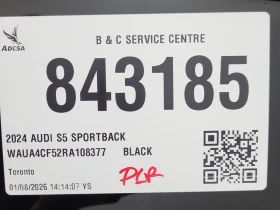 ADESA
B & C SERVICE CENTRE
843185
2024 AUDI S5 SPORTBACK
WAUA4CF52RA108377 BLACK
Toronto
PLR
01/08/2026 14:14:07 YS